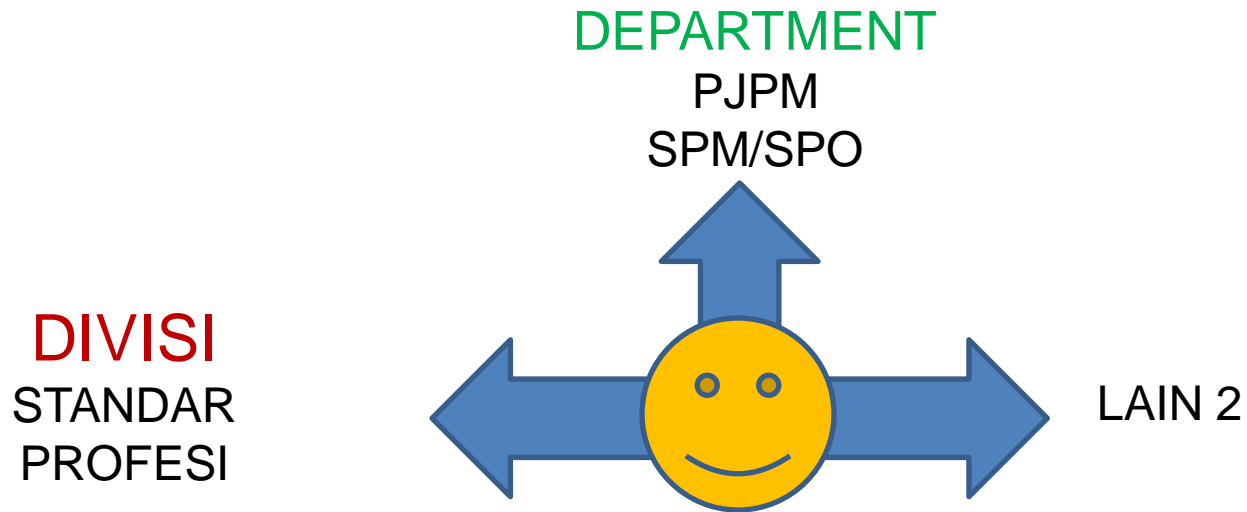 DEPARTMENT
PJPM
SPM/SPO
DIVISI
STANDAR
PROFESI
LAIN 2